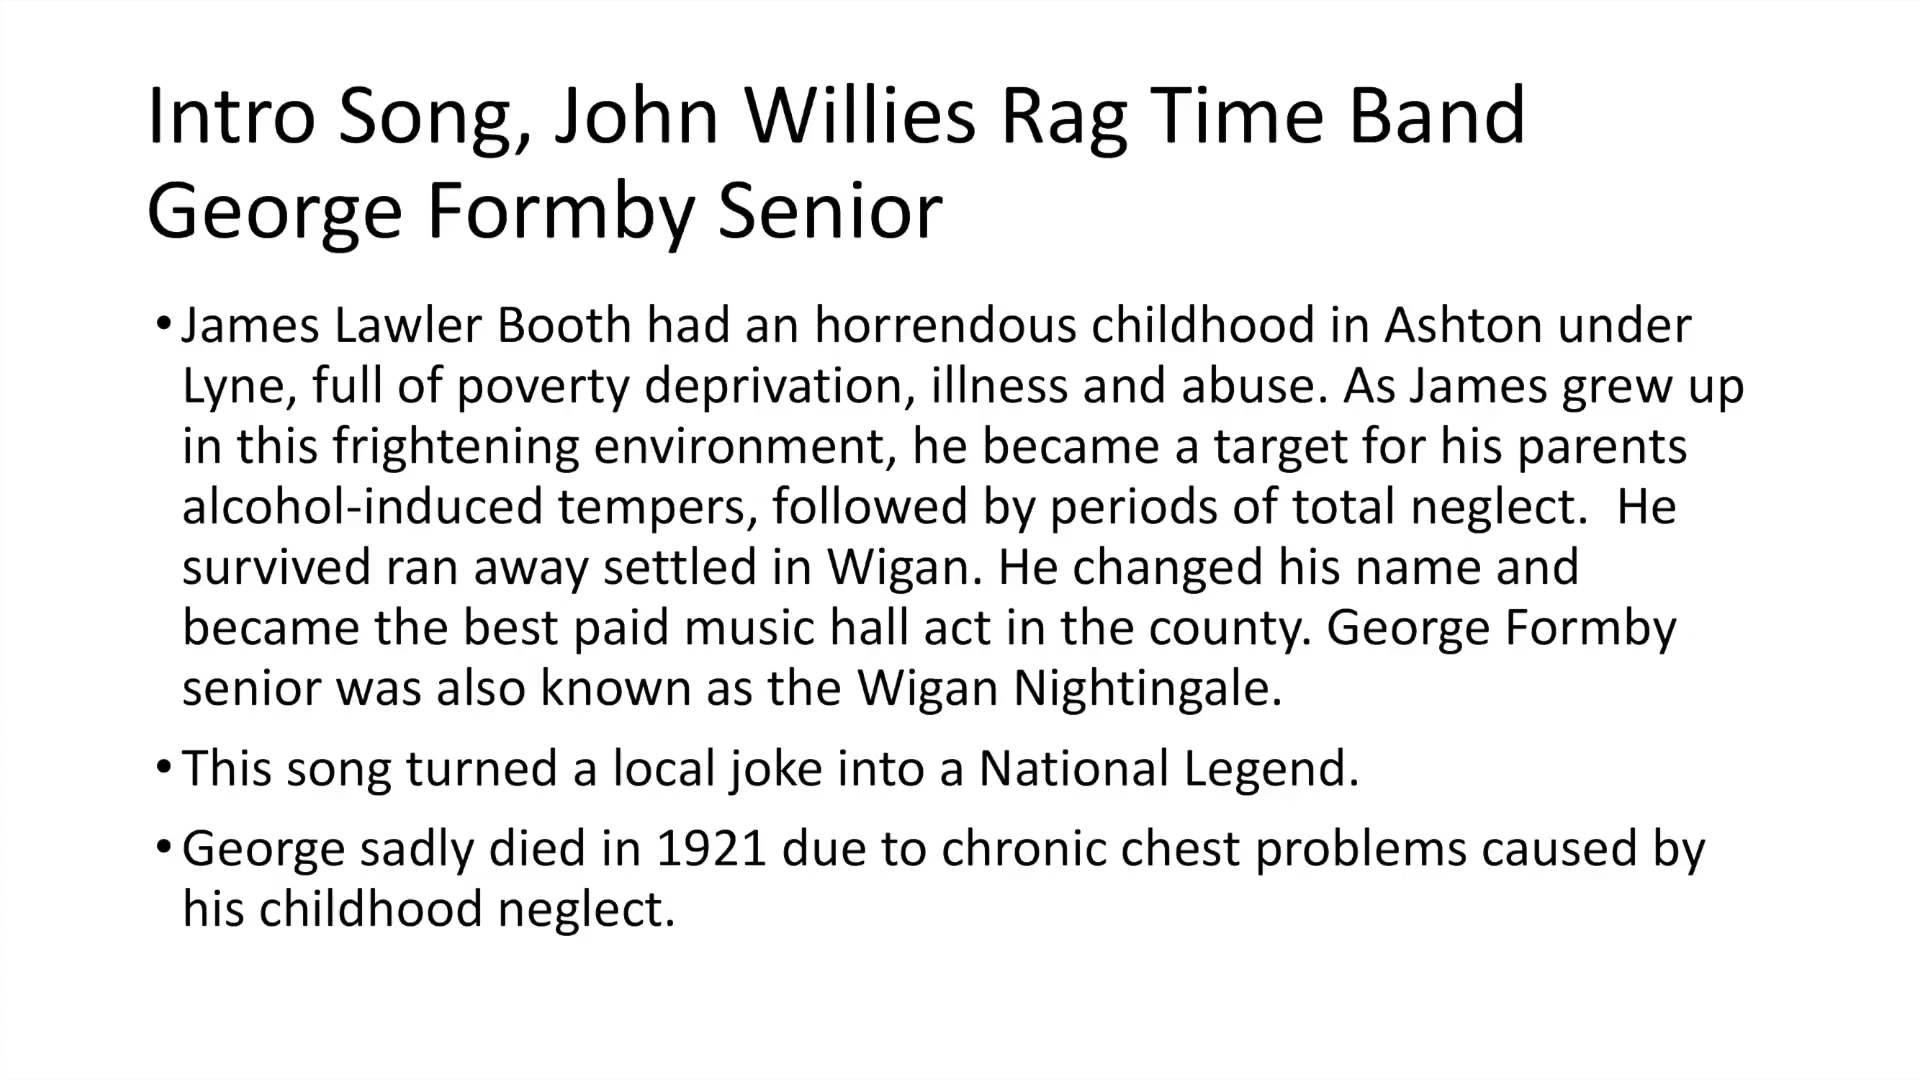 Intro Song, John Willies Rag Time Band
George Formby Senior
• James Lawler Booth had an horrendous childhood in Ashton under
Lyne, full of poverty deprivation, illness and abuse. As James grew up
in this frightening environment, he became a target for his parents
alcohol-induced tempers, followed by periods of total neglect.  He
survived ran away settled in Wigan. He changed his name and
became the best paid music hall act in the county. George Formby
senior was also known as the Wigan Nightingale.
• This song turned a local joke into a National Legend.
• George sadly died in 1921 due to chronic chest problems caused by
his childhood neglect.